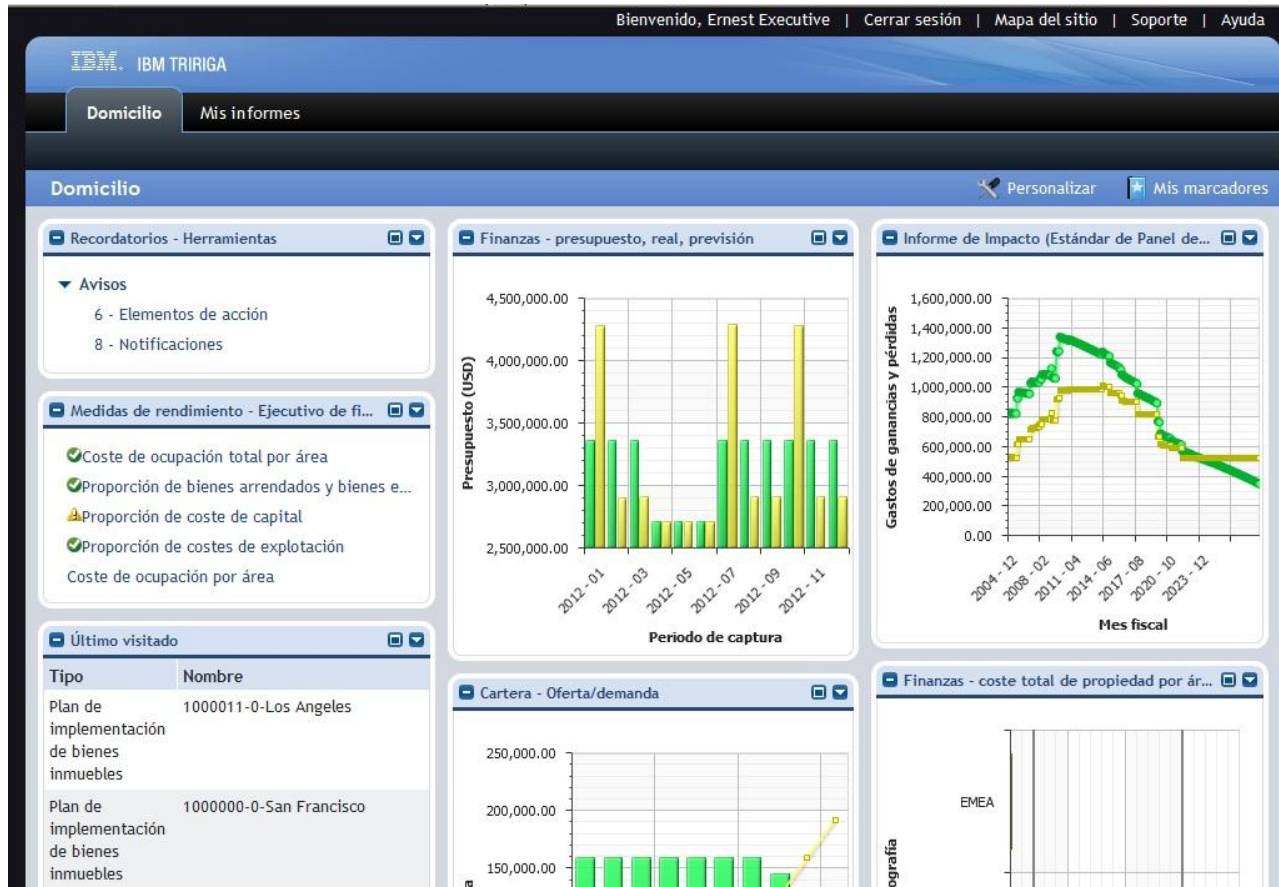 Bienvenido, Ernest Executive | Cerrar sesión | Mapa del sitio | Soporte | Ayuda
IBM. IBM TRIRIGA
Domicilio Mis informes
Domicilio
Personalizar Mis marcadores
Recordatorios - Herramientas
Avisos
6 - Elementos de acción
8 - Notificaciones
Medidas de rendimiento - Ejecutivo de fi...
Coste de ocupación total por área
Proporción de bienes arrendados y bienes e...
Proporción de coste de capital
Proporción de costes de explotación
Coste de ocupación por área
Último visitado
Tipo Nombre
Plan de 1000011-0-Los Angeles
implementación
de bienes
inmuebles
Plan de 1000000-0-San Francisco
implementación
de bienes
inmuebles
Finanzas - presupuesto, real, previsión
Presupuesto (USD)
4,500,000.00
4,000,000.00
3,500,000.00
3,000,000.00
2,500,000.00
2012 - 01
2012 - 03
2012 - 05
2012 - 07
2012 - 09
2012 - 11
Periodo de captura
Cartera - Oferta/demanda
250,000.00
200,000.00
150,000.00
Informe de Impacto (Estándar de Panel de...
Gastos de ganancias y pérdidas
1,600,000.00
1,400,000.00
1,200,000.00
1,000,000.00
800,000.00
600,000.00
400,000.00
200,000.00
0.00
2004 - 12
2008 - 02
2011 - 04
2014 - 06
2017 - 08
2020 - 10
2023 - 12
Mes fiscal
Finanzas - coste total de propiedad por ár...
EMEA